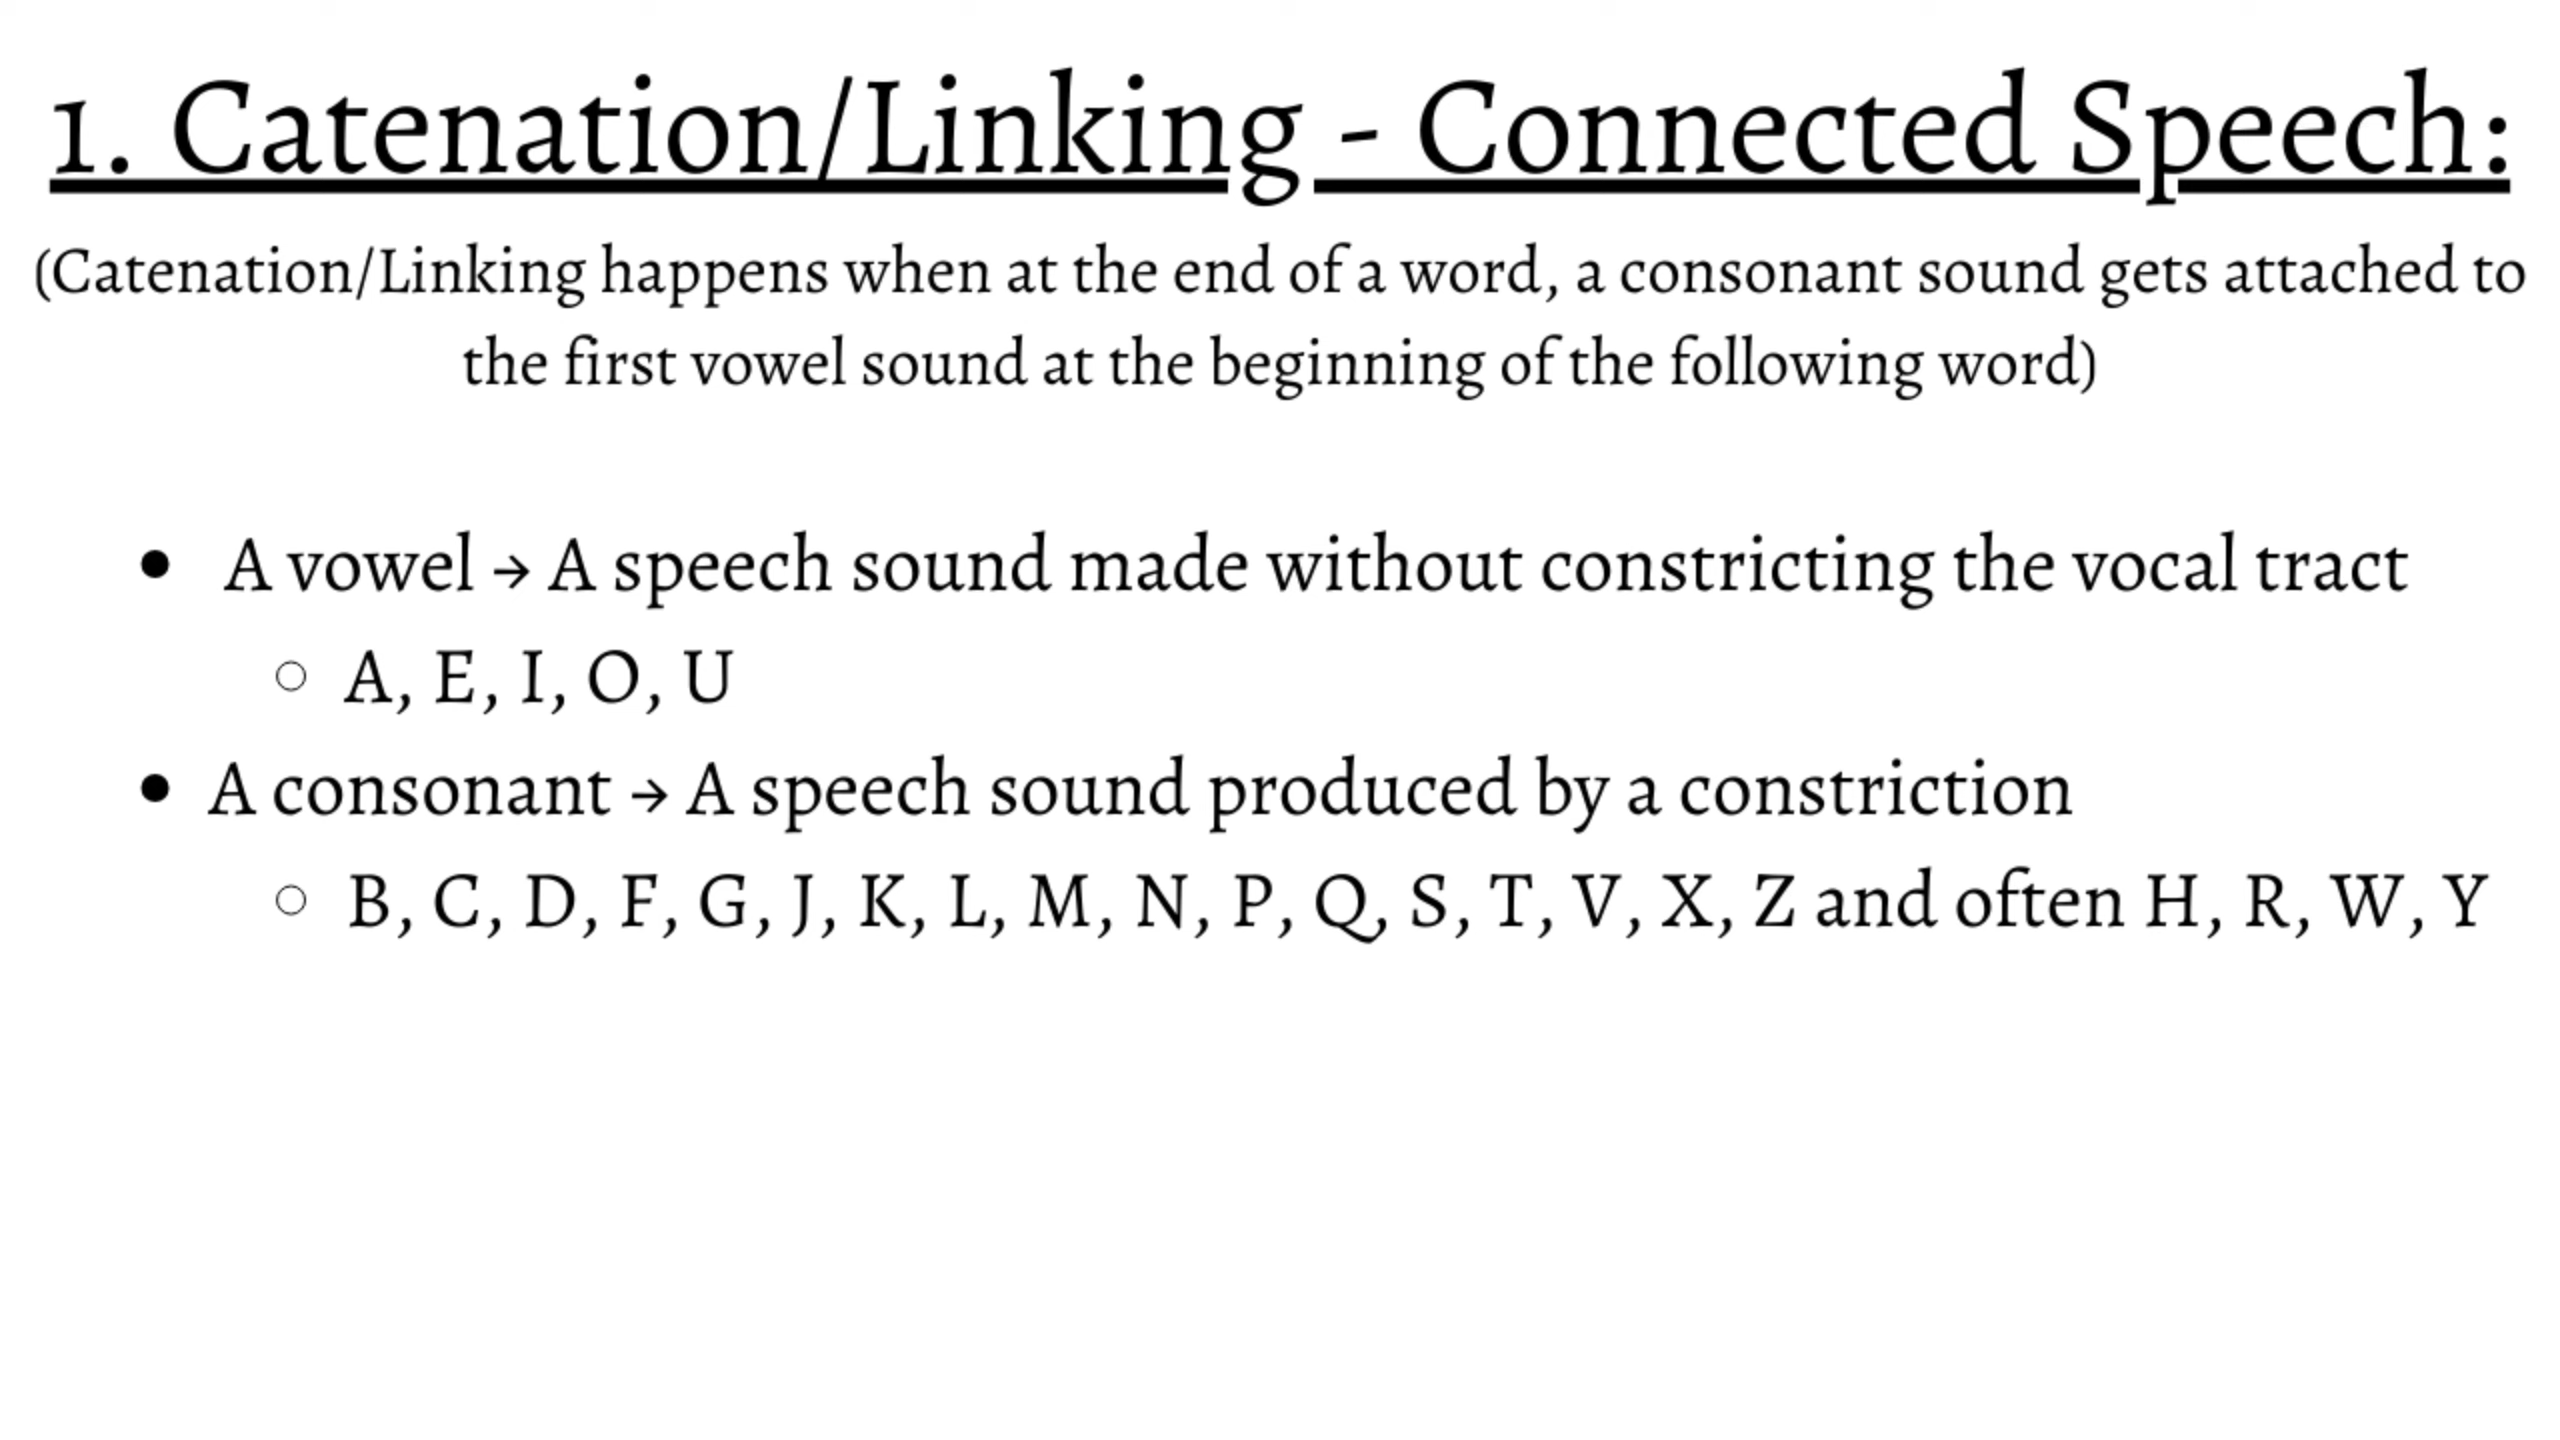 1. Catenation/Linking - Connected Speech:
(Catenation/Linking happens when at the end of a word, a consonant sound gets attached to
the first vowel sound at the beginning of the following word)
• A vowel → A speech sound made without constricting the vocal tract
○ A, E, I, O, U
• A consonant → A speech sound produced by a constriction
○ B, C, D, F, G, J, K, L, M, N, P, Q, S, T, V, X, Z and often H, R, W, Y